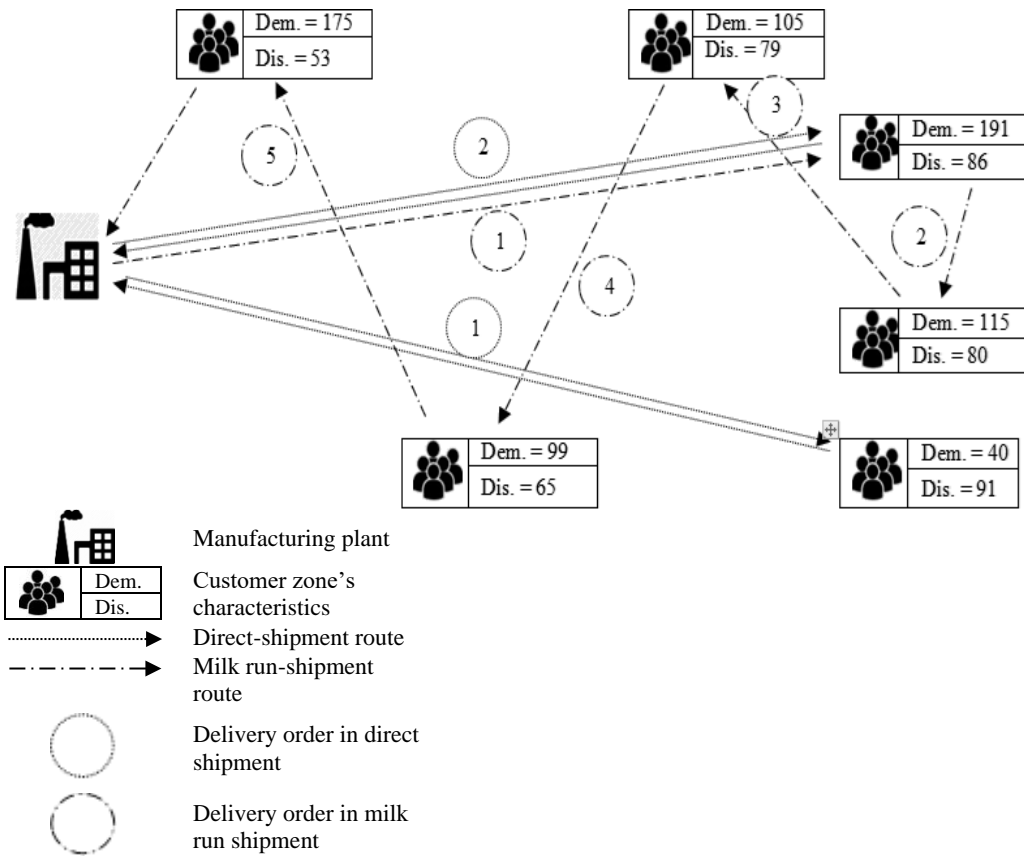 Dem. = 175
Dis. = 53
Dem. = 105
Dis. = 79
3
Dem. = 191
Dis. = 86
5
2
1
2
4
1
Dem. = 115
Dis. = 80
Dem. = 99
Dis. = 65
Dem. = 40
Dis. = 91
Manufacturing plant
Dem.
Dis.
Customer zone's
characteristics
Direct-shipment route
Milk run-shipment
route
Delivery order in direct
shipment
Delivery order in milk
run shipment